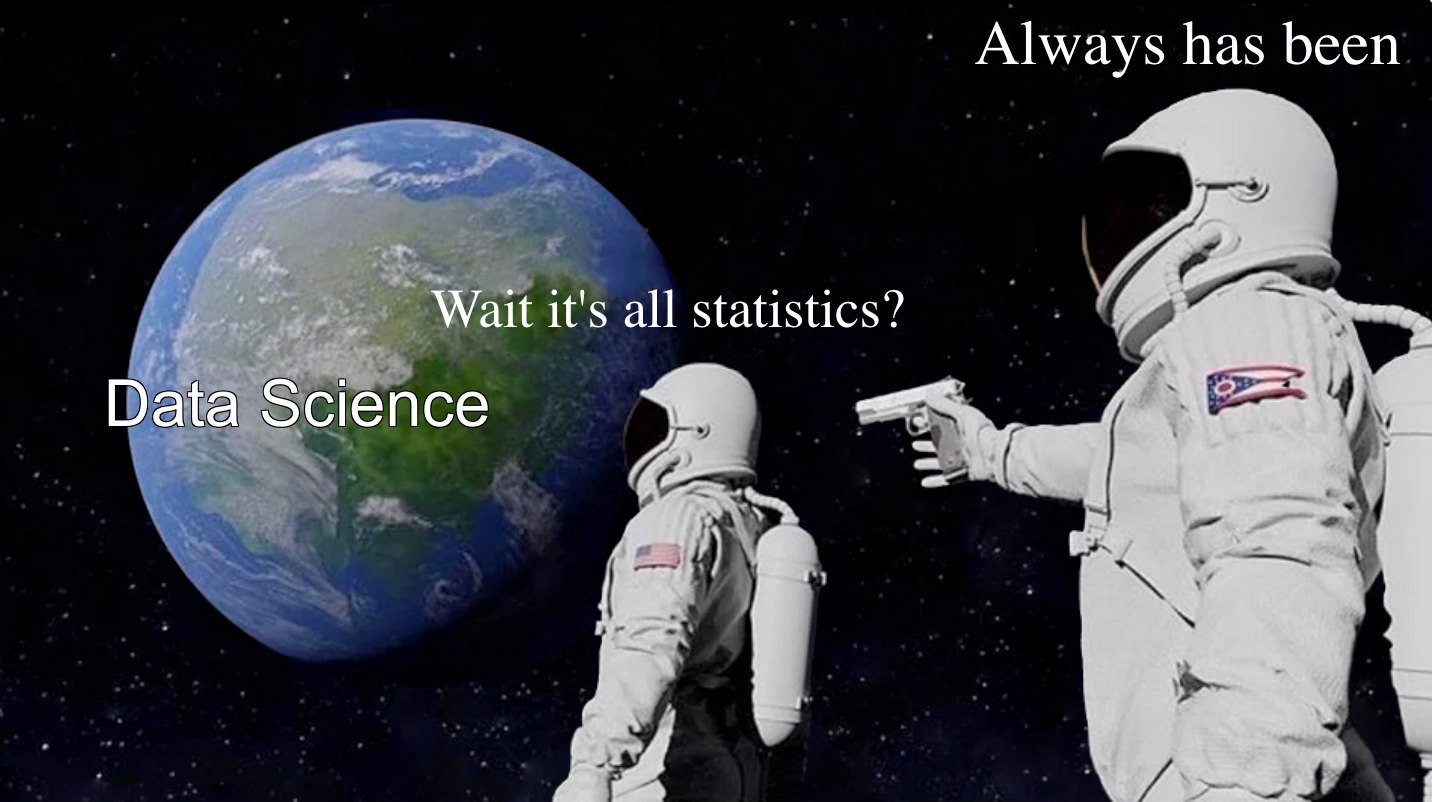 Always has been
Wait it's all statistics?
Data Science